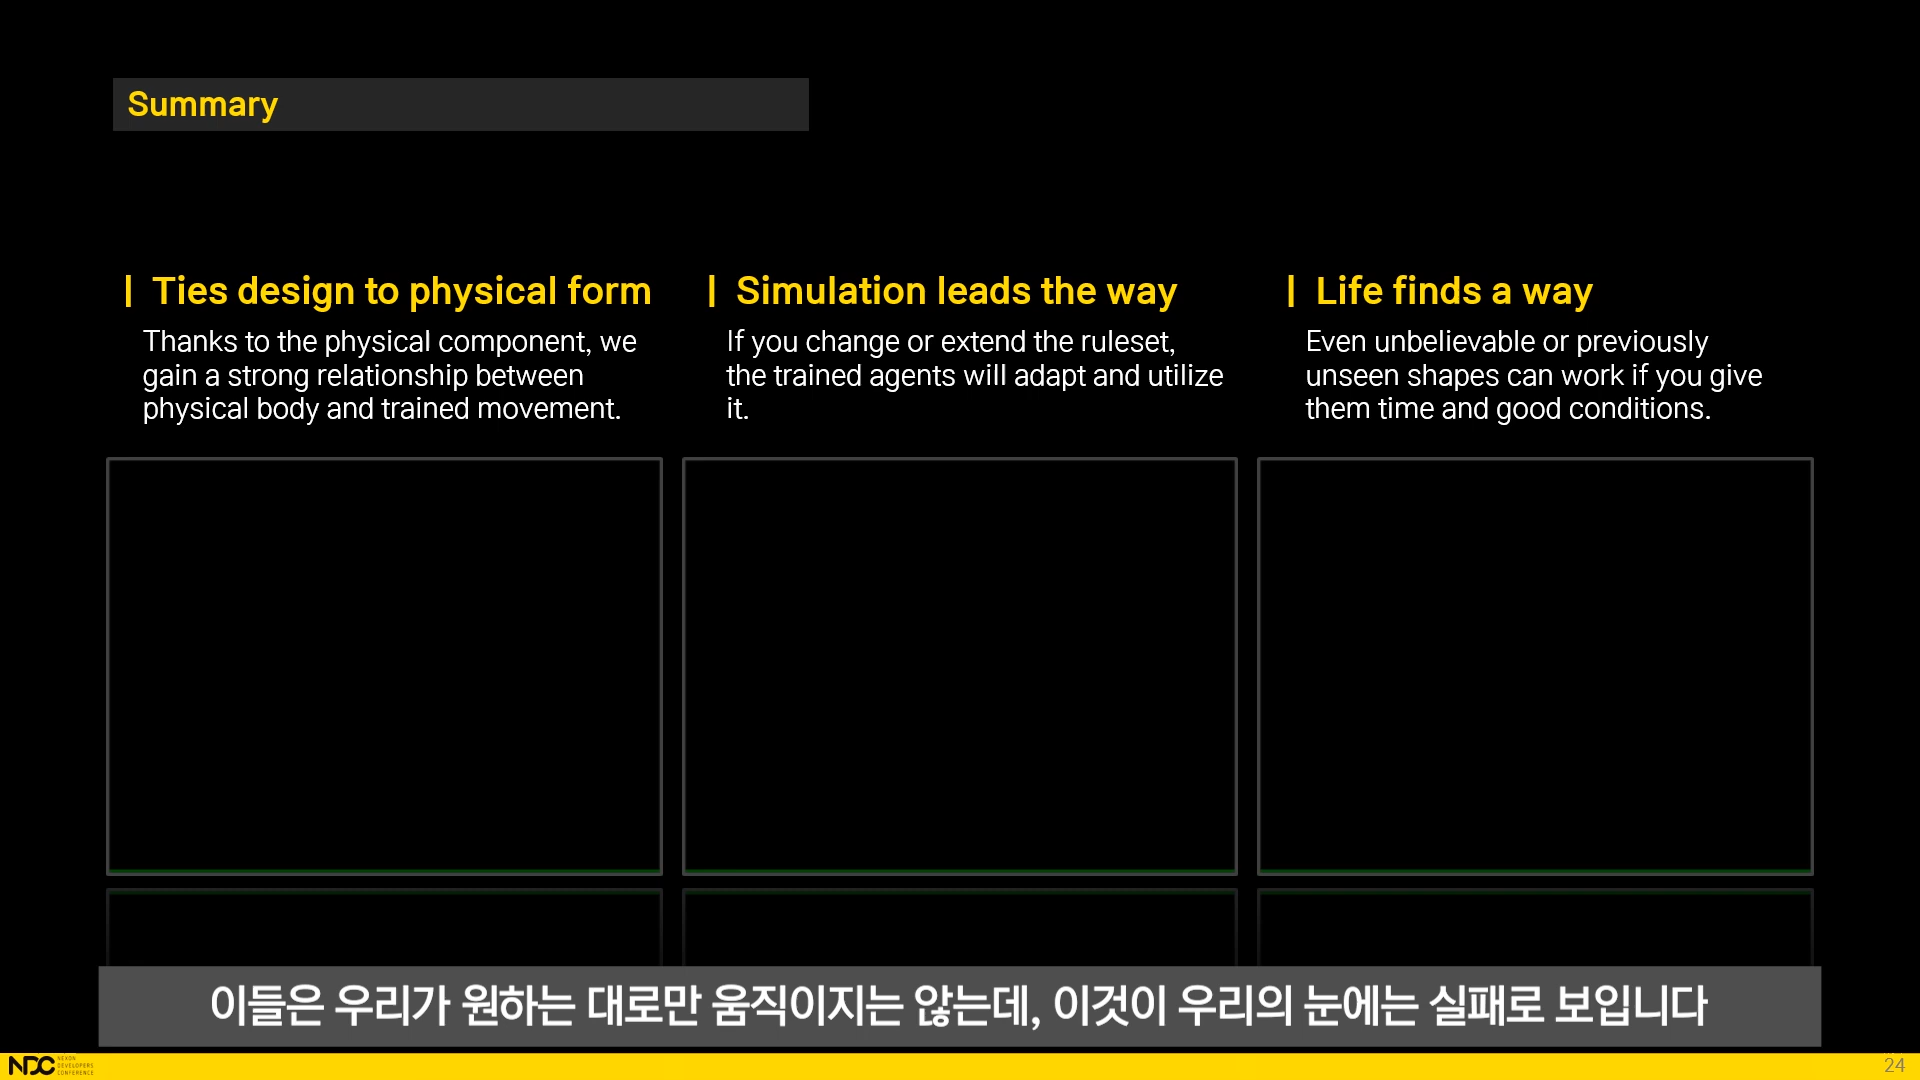 Summary
Ties design to physical form
Thanks to the physical component, we
gain a strong relationship between
physical body and trained movement.
Simulation leads the way
If you change or extend the ruleset,
the trained agents will adapt and utilize
it.
Life finds a way
Even unbelievable or previously
unseen shapes can work if you give
them time and good conditions.
이들은 우리가 원하는 대로만 움직이지는 않는데, 이것이 우리의 눈에는 실패로 보입니다
NDC
NEXON
DEVELOPERS
CONFERENCE
24